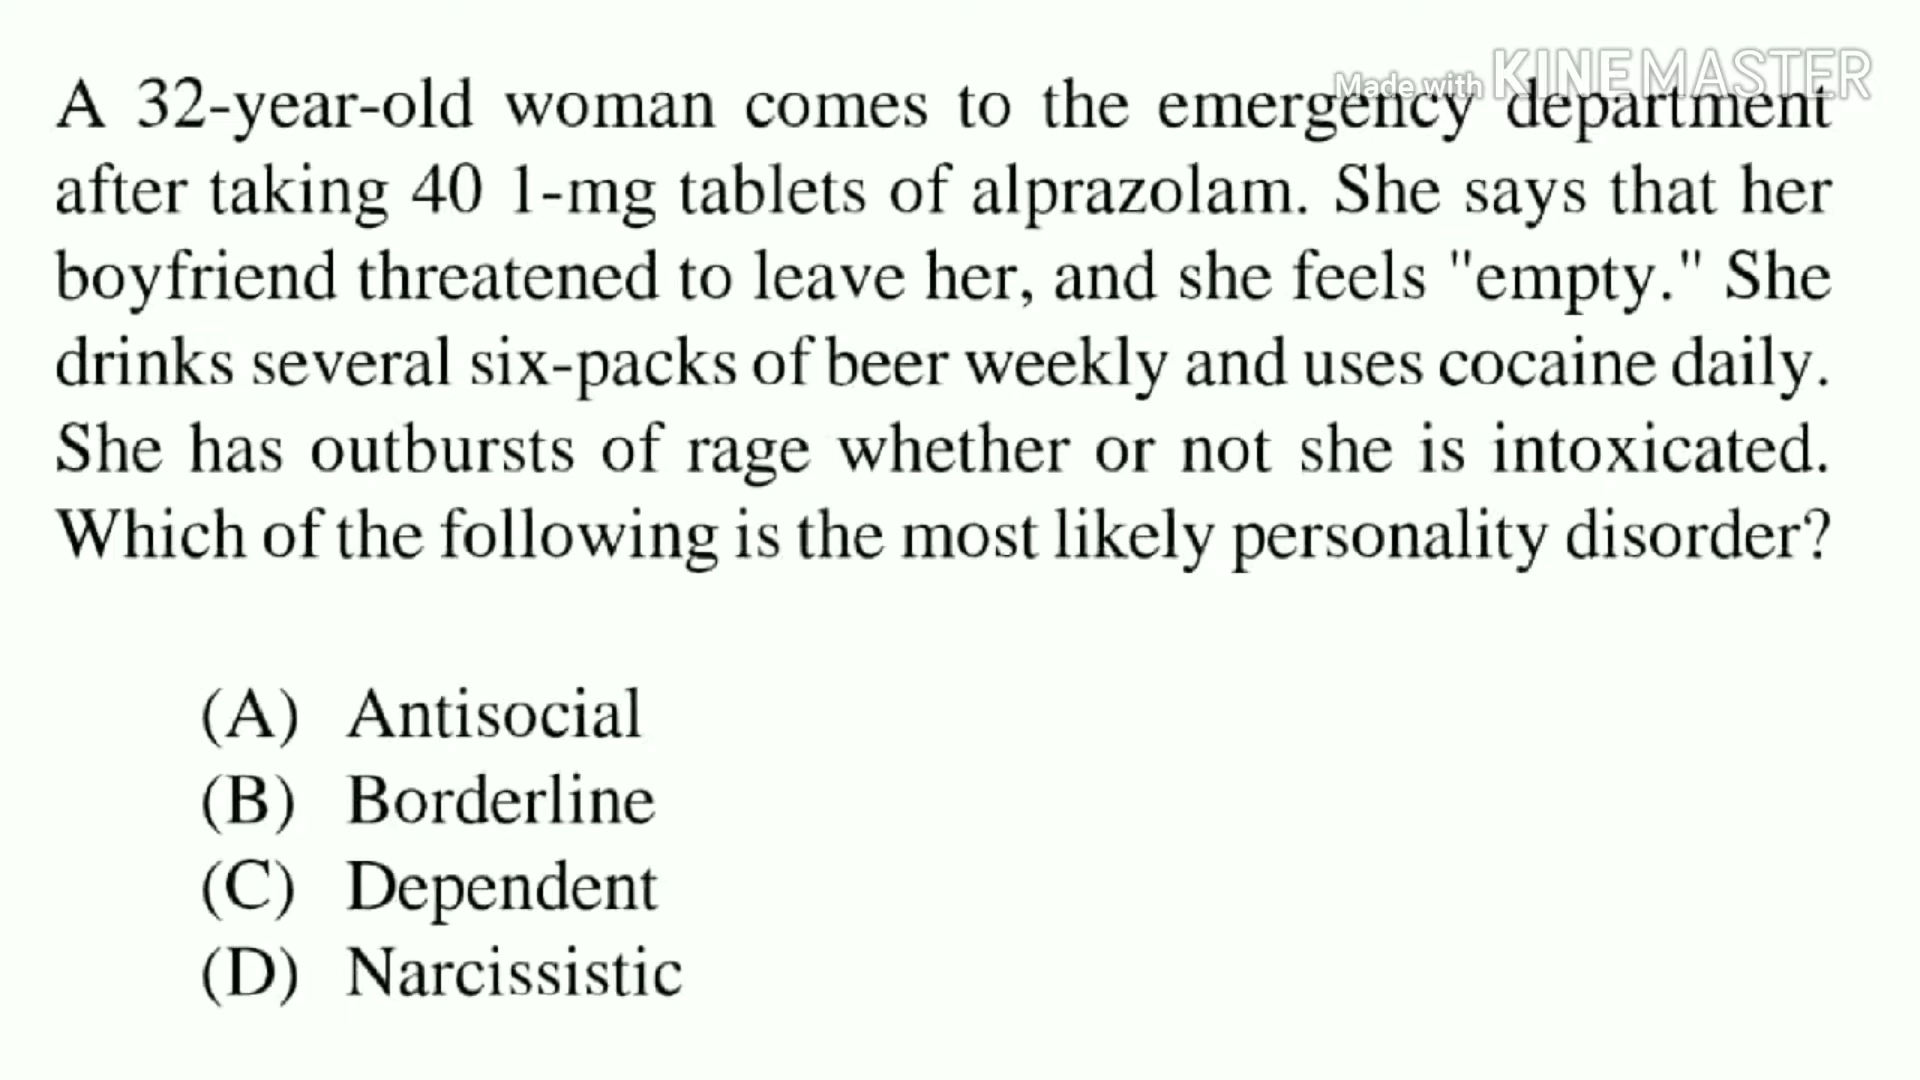 Made with KINEMASTER
A 32-year-old woman comes to the emergency department
after taking 40 1-mg tablets of alprazolam. She says that her
boyfriend threatened to leave her, and she feels "empty." She
drinks several six-packs of beer weekly and uses cocaine daily.
She has outbursts of rage whether or not she is intoxicated.
Which of the following is the most likely personality disorder?
(A) Antisocial
(B) Borderline
(C) Dependent
(D) Narcissistic